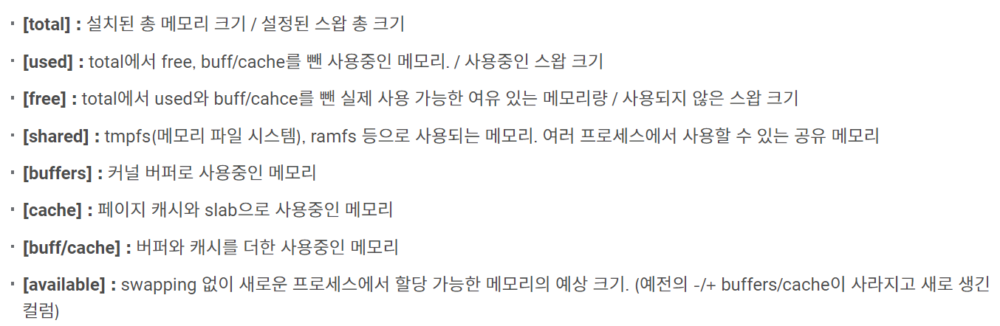 · [total] : 설치된 총 메모리 크기 / 설정된 스왑 총 크기
· [used] : total에서 free, buff/cache를 뺀 사용중인 메모리. / 사용중인 스왑 크기
· [free] : total에서 used와 buff/cahce를 뺀 실제 사용 가능한 여유 있는 메모리량 / 사용되지 않은 스왑 크기
· [shared] : tmpfs(메모리 파일 시스템), ramfs 등으로 사용되는 메모리. 여러 프로세스에서 사용할 수 있는 공유 메모리
· [buffers] : 커널 버퍼로 사용중인 메모리
· [cache] : 페이지 캐시와 slab으로 사용중인 메모리
· [buff/cache] : 버퍼와 캐시를 더한 사용중인 메모리
· [available] : swapping 없이 새로운 프로세스에서 할당 가능한 메모리의 예상 크기. (예전의 -/+ buffers/cache이 사라지고 새로 생긴
컬럼)